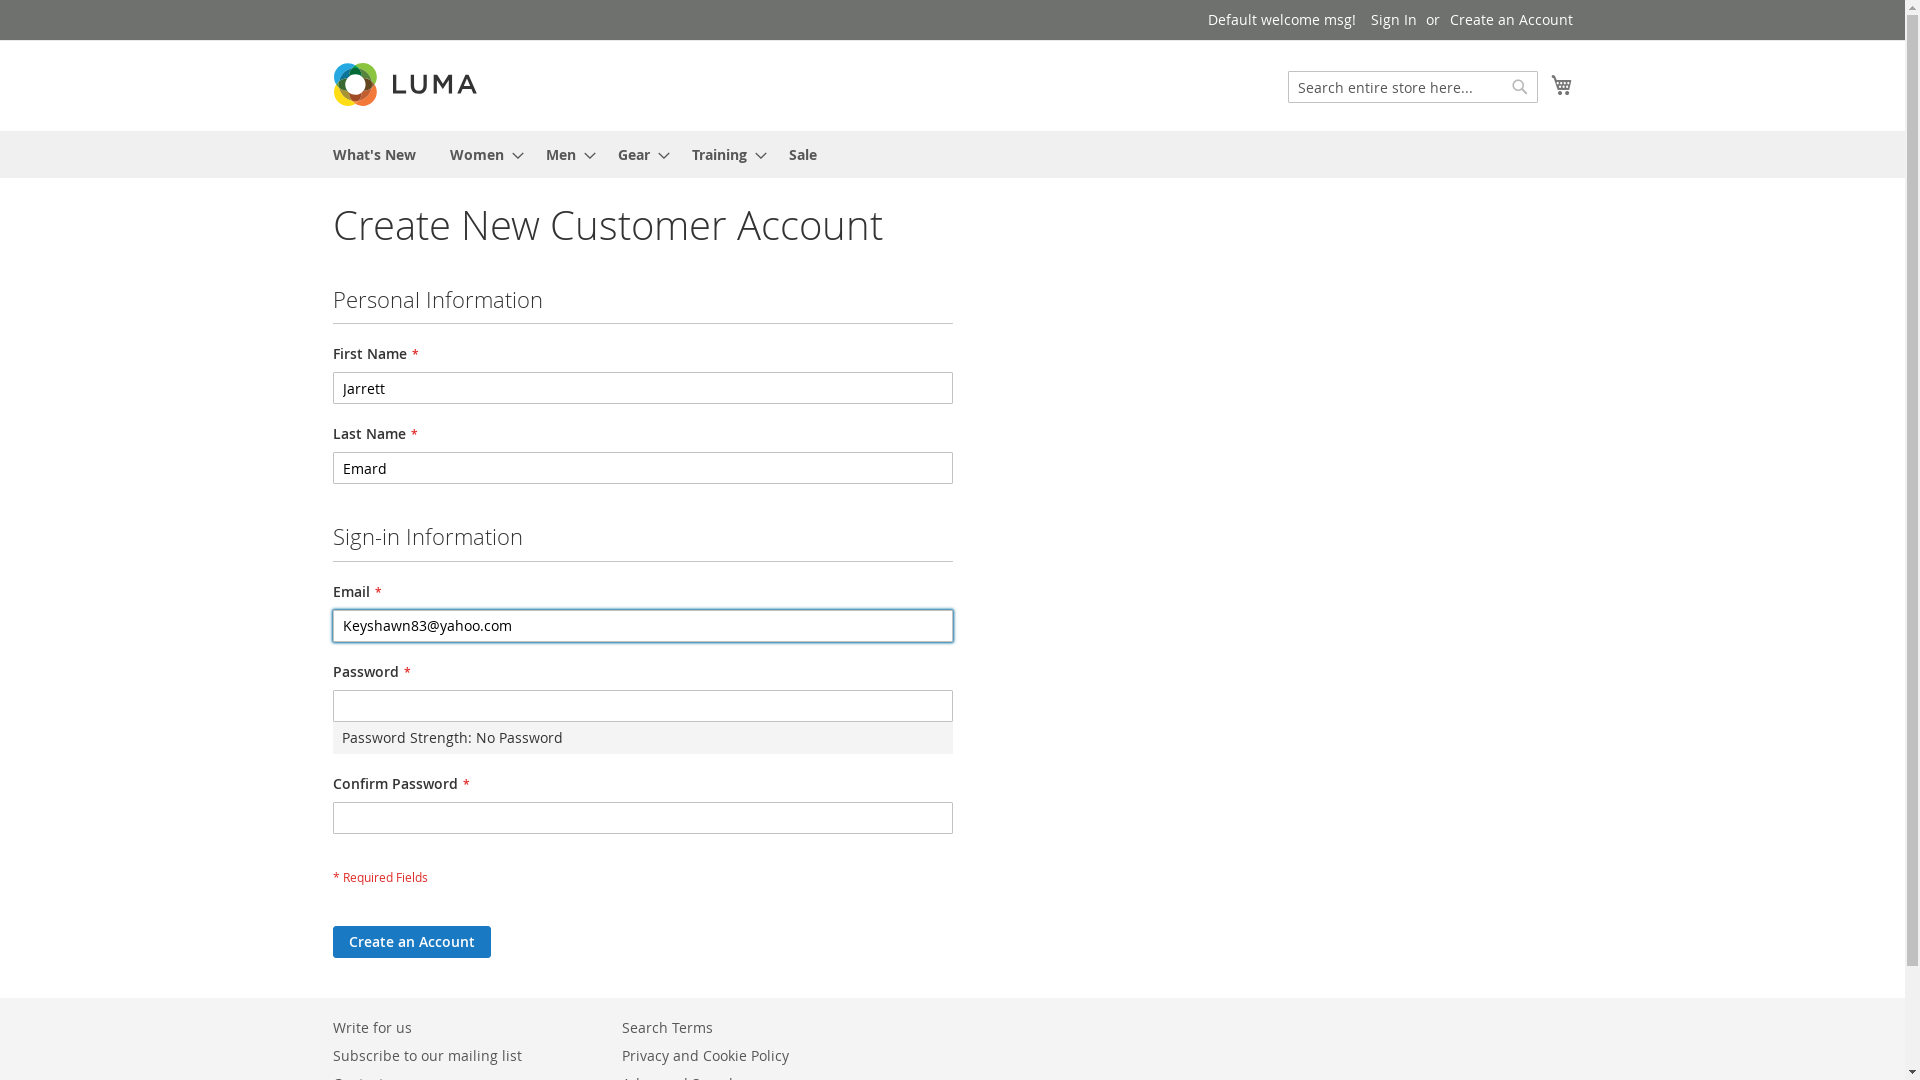 Default welcome msg! Sign In or Create an Account
LUMA
Search entire store here...
What's New Women Men Gear Training Sale
Create New Customer Account
Personal Information
First Name *
Jarrett
Last Name *
Emard
Sign-in Information
Email *
Keyshawn83@yahoo.com
Password *
Password Strength: No Password
Confirm Password *
* Required Fields
Create an Account
Write for us
Search Terms
Subscribe to our mailing list
Privacy and Cookie Policy